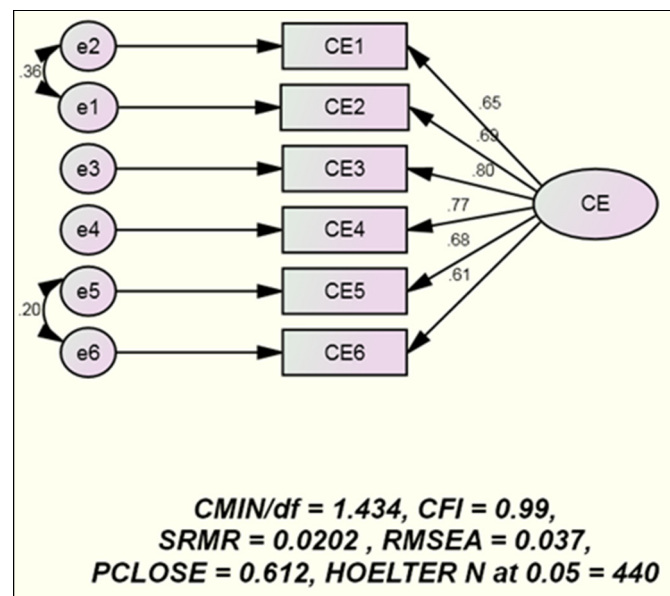 e2 CE1
.36 .65
e1 CE2
.69
e3 CE3 .80
CE
e4 CE4 .77
.68
e5 CE5
.20 .61
e6 CE6
CMIN/df = 1.434, CFI = 0.99,
SRMR = 0.0202 , RMSEA = 0.037,
PCLOSE = 0.612, HOELTER N at 0.05 = 440